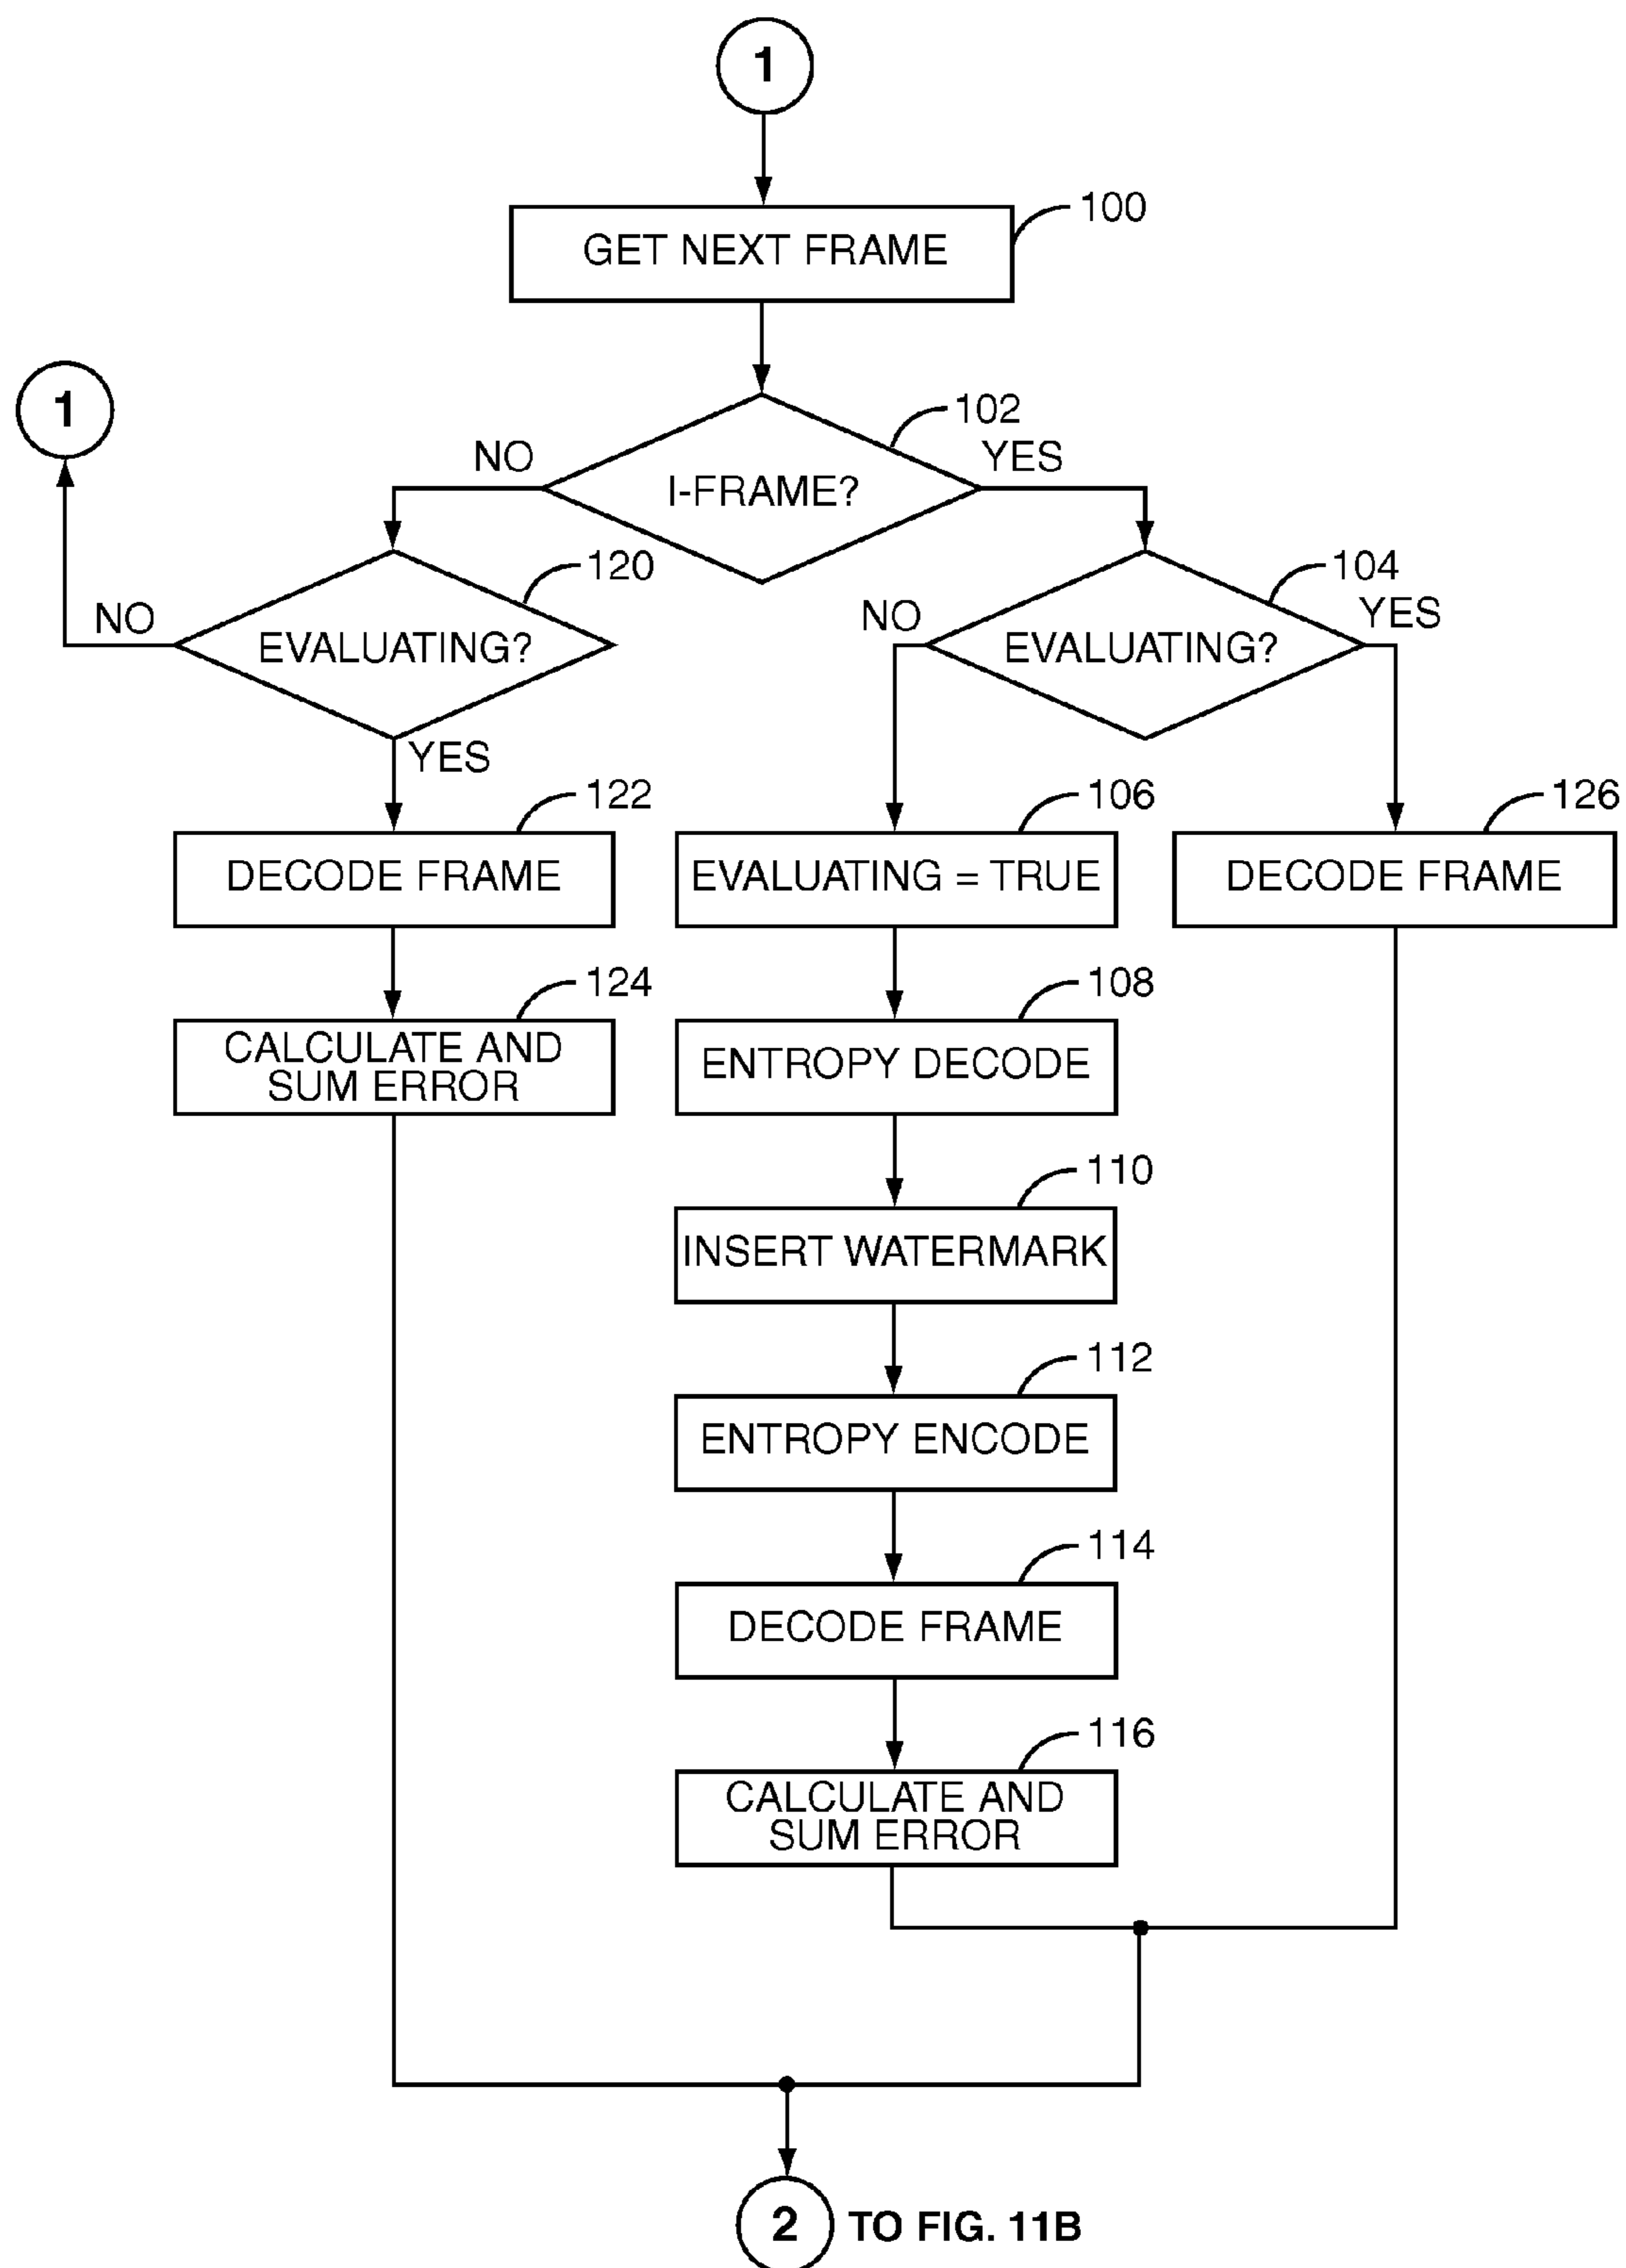 1
100
GET NEXT FRAME
1
102
NO
YES
I-FRAME?
120
104
NO
NO
YES
EVALUATING?
EVALUATING?
YES
122
106
126
DECODE FRAME
EVALUATING = TRUE
DECODE FRAME
124
108
CALCULATE AND
SUM ERROR
ENTROPY DECODE
110
INSERT WATERMARK
112
ENTROPY ENCODE
114
DECODE FRAME
116
CALCULATE AND
SUM ERROR
2 TO FIG. 11B